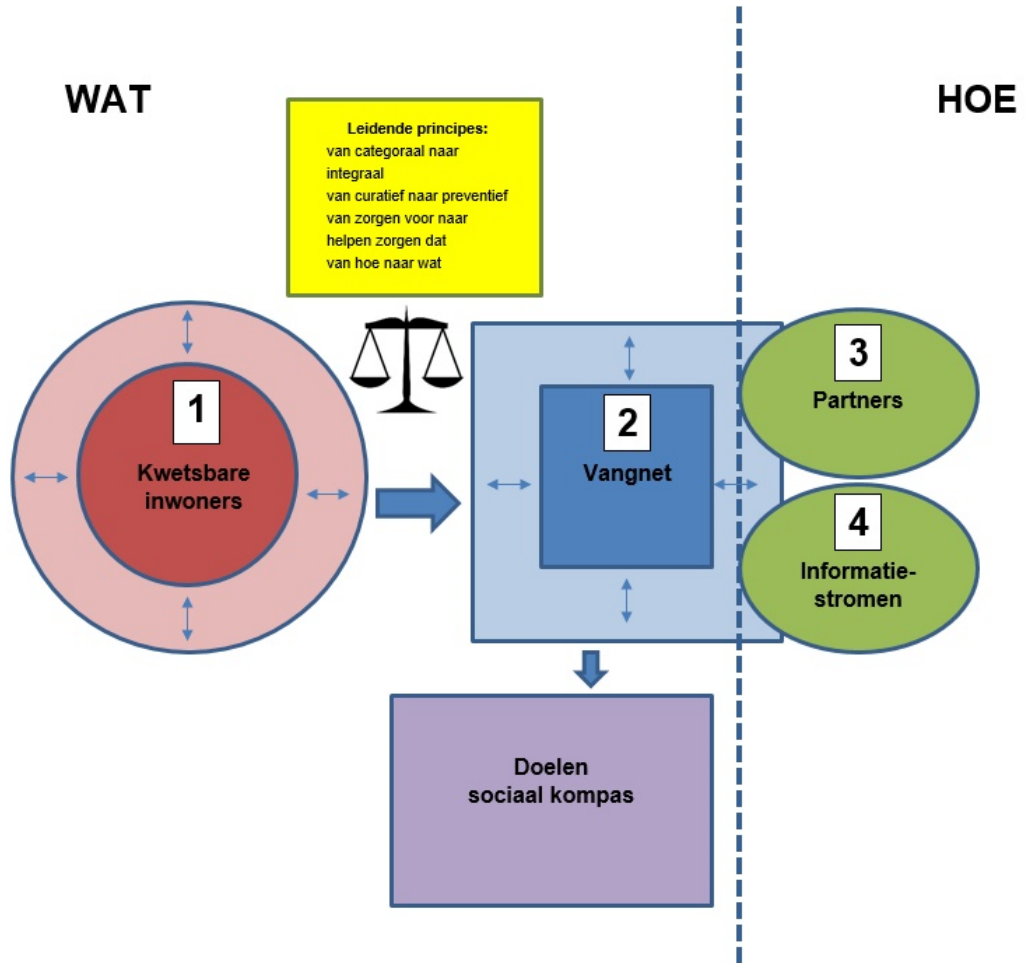 WAT
HOE
Leidende principes:
van categoraal naar
integraal
van curatief naar preventief
van zorgen voor naar
helpen zorgen dat
van hoe naar wat
1
Kwetsbare
inwoners
2
Vangnet
3
Partners
4
Informatie-
stromen
Doelen
sociaal kompas